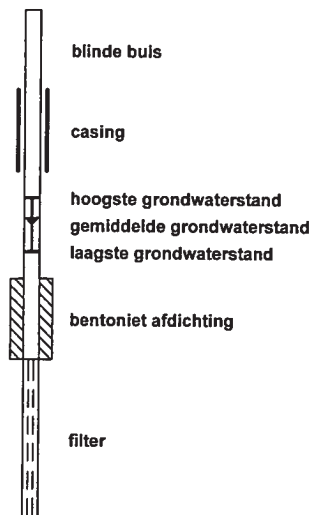 blinde buis
casing
hoogste grondwaterstand
gemiddelde grondwaterstand
laagste grondwaterstand
bentoniet afdichting
filter